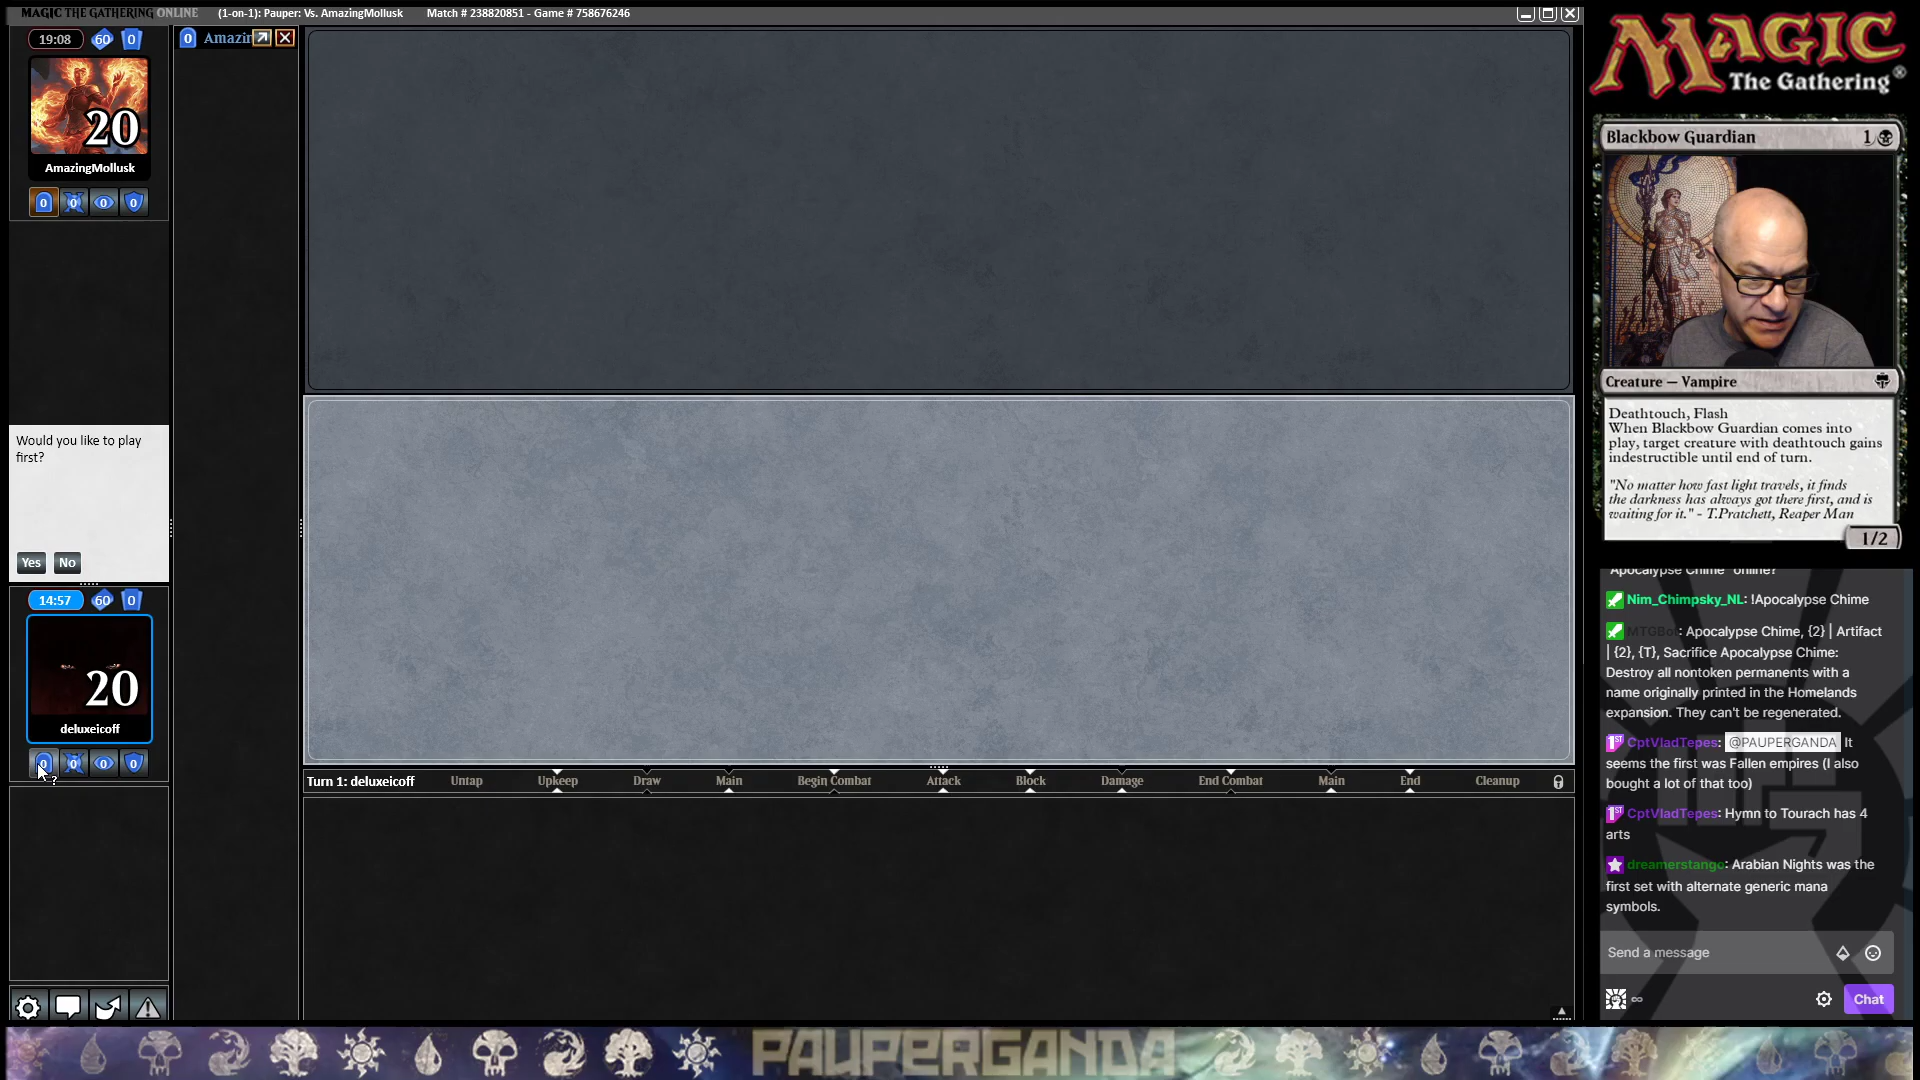 MAGIC THE GATHERING ONLINE (1-on-1): Pauper: Vs. AmazingMollusk Match # 238820851 - Game # 758676246
19:08 60 0
20
AmazingMollusk
0 0 0 0
0 Amazin
Would you like to play
first?
Yes No
14:57 60 0
20
deluxeicoff
0 0 0 0
Turn 1: deluxeicoff Untap Upkeep Draw Main Begin Combat Attack Block Damage End Combat Main End Cleanup
MAGIC
The Gathering®
Blackbow Guardian 1
Creature — Vampire
Deathtouch, Flash
When Blackbow Guardian comes into
play, target creature with deathtouch gains
indestructible until end of turn.
"No matter how fast light travels, it finds
the darkness has always got there first, and is
waiting for it." - T.Pratchett, Reaper Man
1/2
Apocalypse Chime" online?
Nim_Chimpsky_NL: !Apocalypse Chime
MTGBot: Apocalypse Chime, {2} | Artifact
| {2}, {T}, Sacrifice Apocalypse Chime:
Destroy all nontoken permanents with a
name originally printed in the Homelands
expansion. They can't be regenerated.
1ST CptVladTepes: @PAUPERGANDA It
seems the first was Fallen empires (I also
bought a lot of that too)
1ST CptVladTepes: Hymn to Tourach has 4
arts
dreamerstango: Arabian Nights was the
first set with alternate generic mana
symbols.
Send a message
∞ Chat
PAUPERGANDA